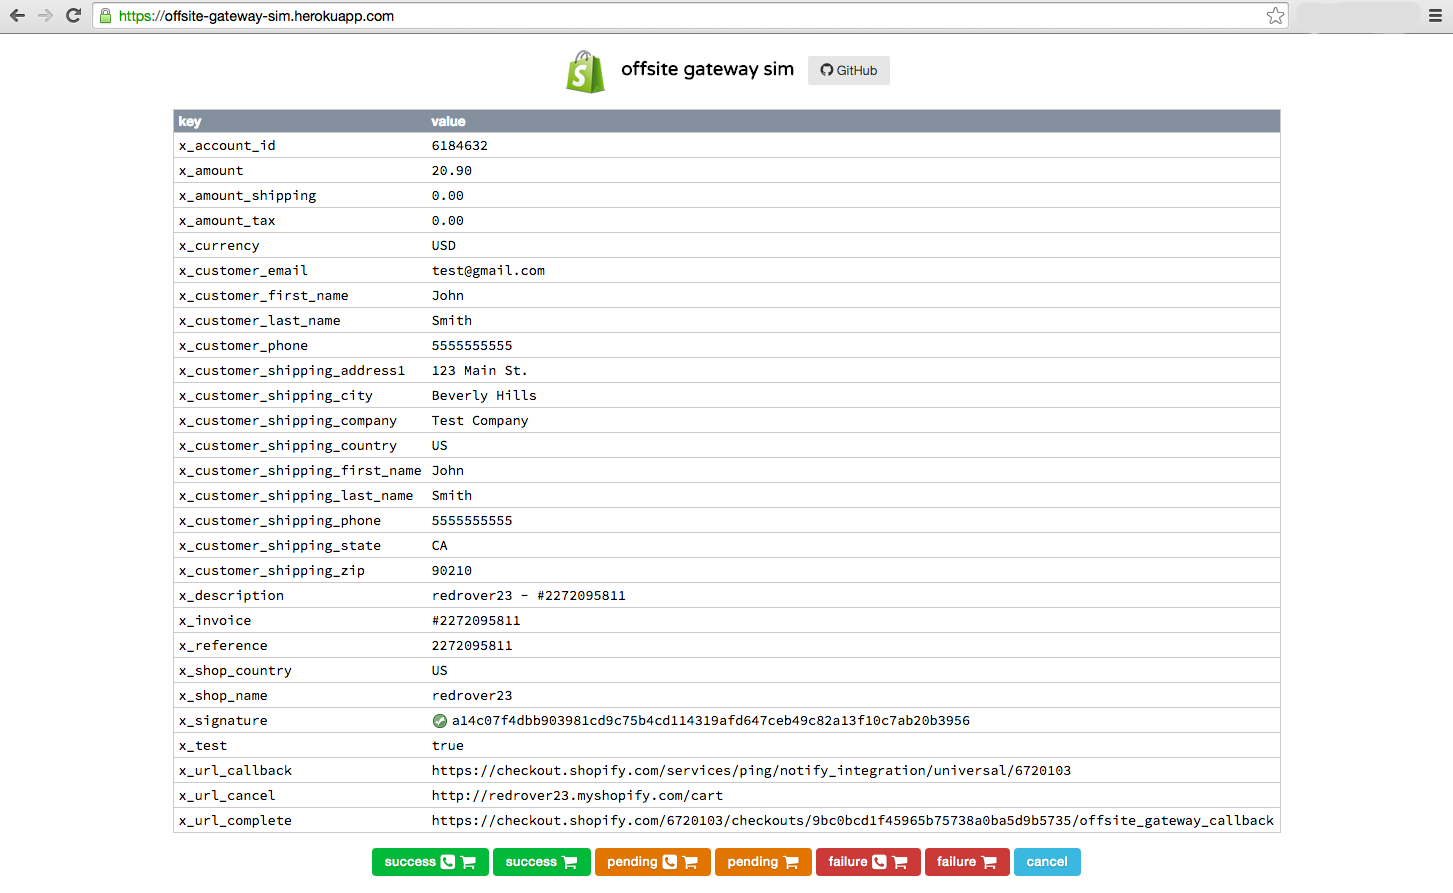 https://offsite-gateway-sim.herokuapp.com
offsite gateway sim GitHub
key value
x_account_id 6184632
x_amount 20.90
x_amount_shipping 0.00
x_amount_tax 0.00
x_currency USD
x_customer_email test@gmail.com
x_customer_first_name John
x_customer_last_name Smith
x_customer_phone 5555555555
x_customer_shipping_address1 123 Main St.
x_customer_shipping_city Beverly Hills
x_customer_shipping_company Test Company
x_customer_shipping_country US
x_customer_shipping_first_name John
x_customer_shipping_last_name Smith
x_customer_shipping_phone 5555555555
x_customer_shipping_state CA
x_customer_shipping_zip 90210
x_description redrover23 - #2272095811
x_invoice #2272095811
x_reference 2272095811
x_shop_country US
x_shop_name redrover23
x_signature a14c07f4dbb903981cd9c75b4cd114319afd647ceb49c82a13f10c7ab20b3956
x_test true
x_url_callback https://checkout.shopify.com/services/ping/notify_integration/universal/6720103
x_url_cancel http://redrover23.myshopify.com/cart
x_url_complete https://checkout.shopify.com/6720103/checkouts/9bc0bcd1f45965b75738a0ba5d9b5735/offsite_gateway_callback
success success pending pending failure failure cancel